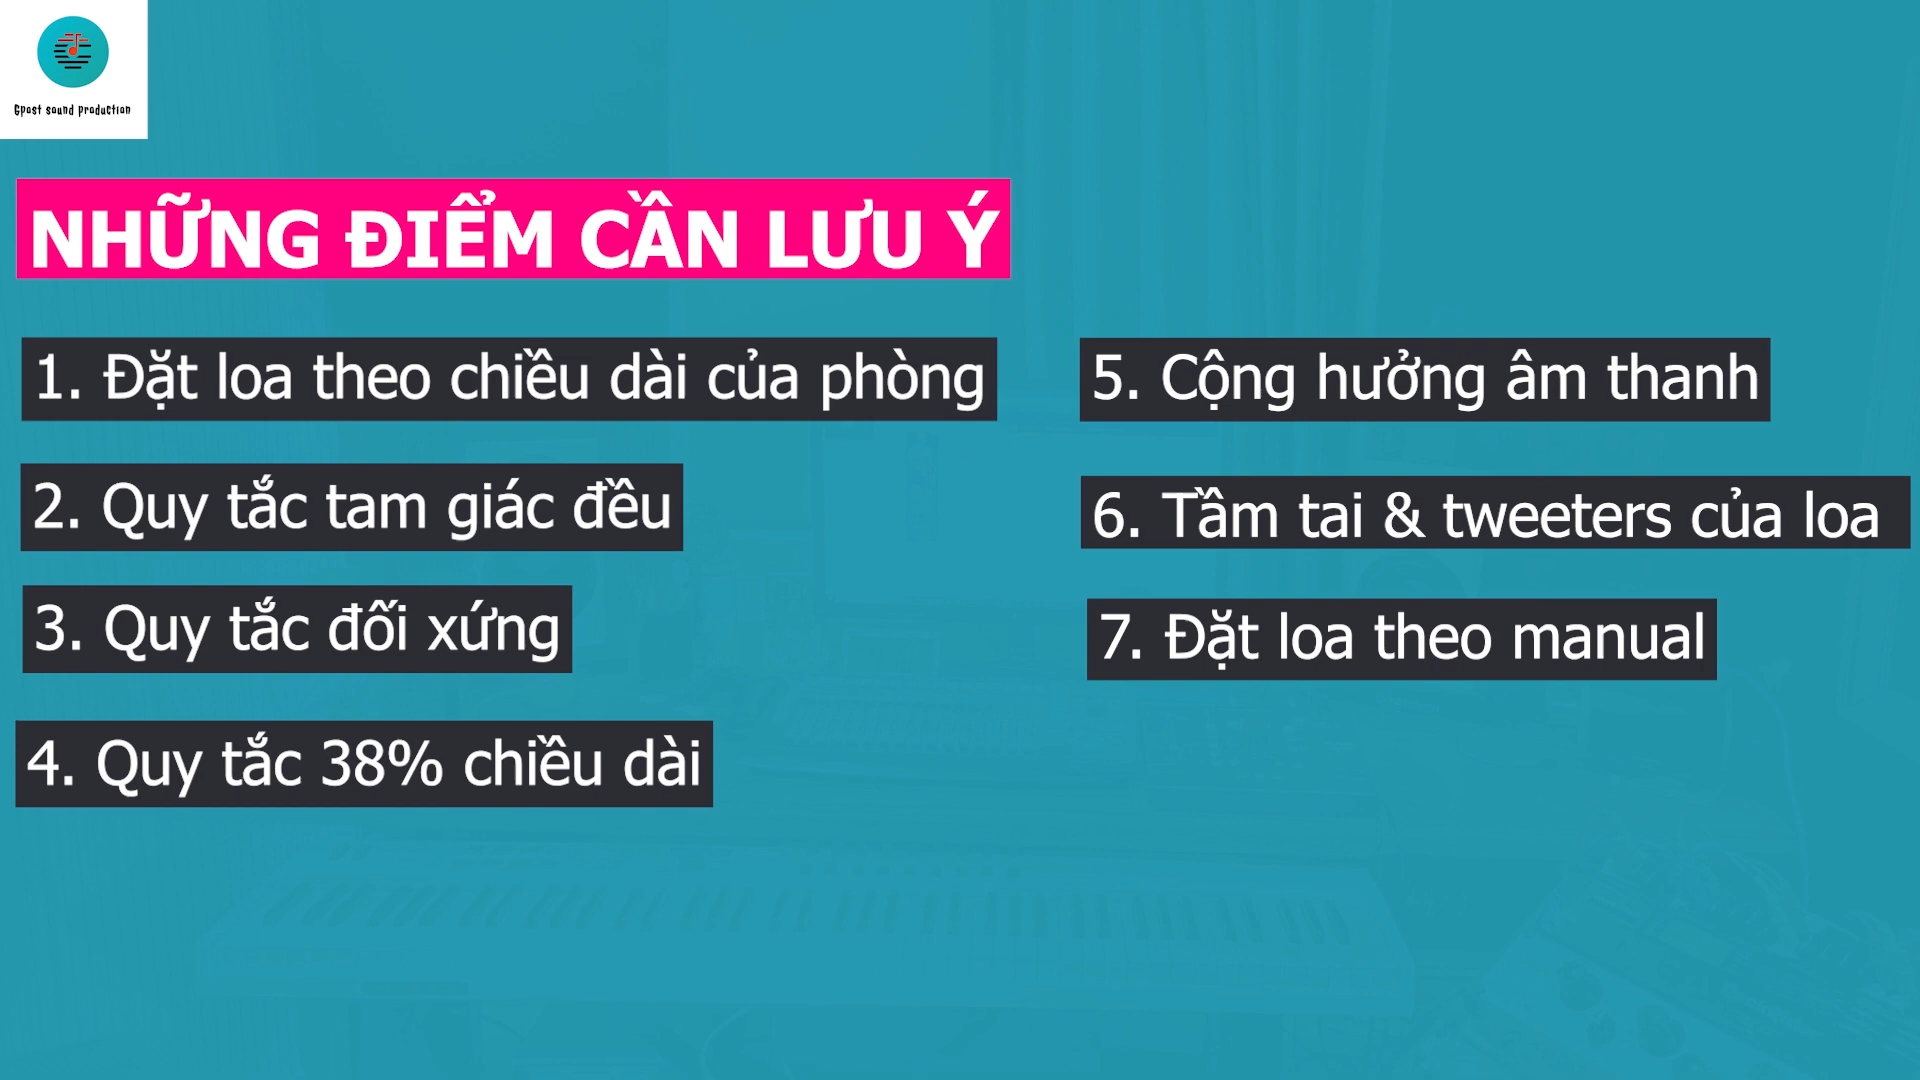 Gpost sound production
NHỮNG ĐIỂM CẦN LƯU Ý
1. Đặt loa theo chiều dài của phòng
2. Quy tắc tam giác đều
3. Quy tắc đối xứng
4. Quy tắc 38% chiều dài
5. Cộng hưởng âm thanh
6. Tầm tai & tweeters của loa
7. Đặt loa theo manual